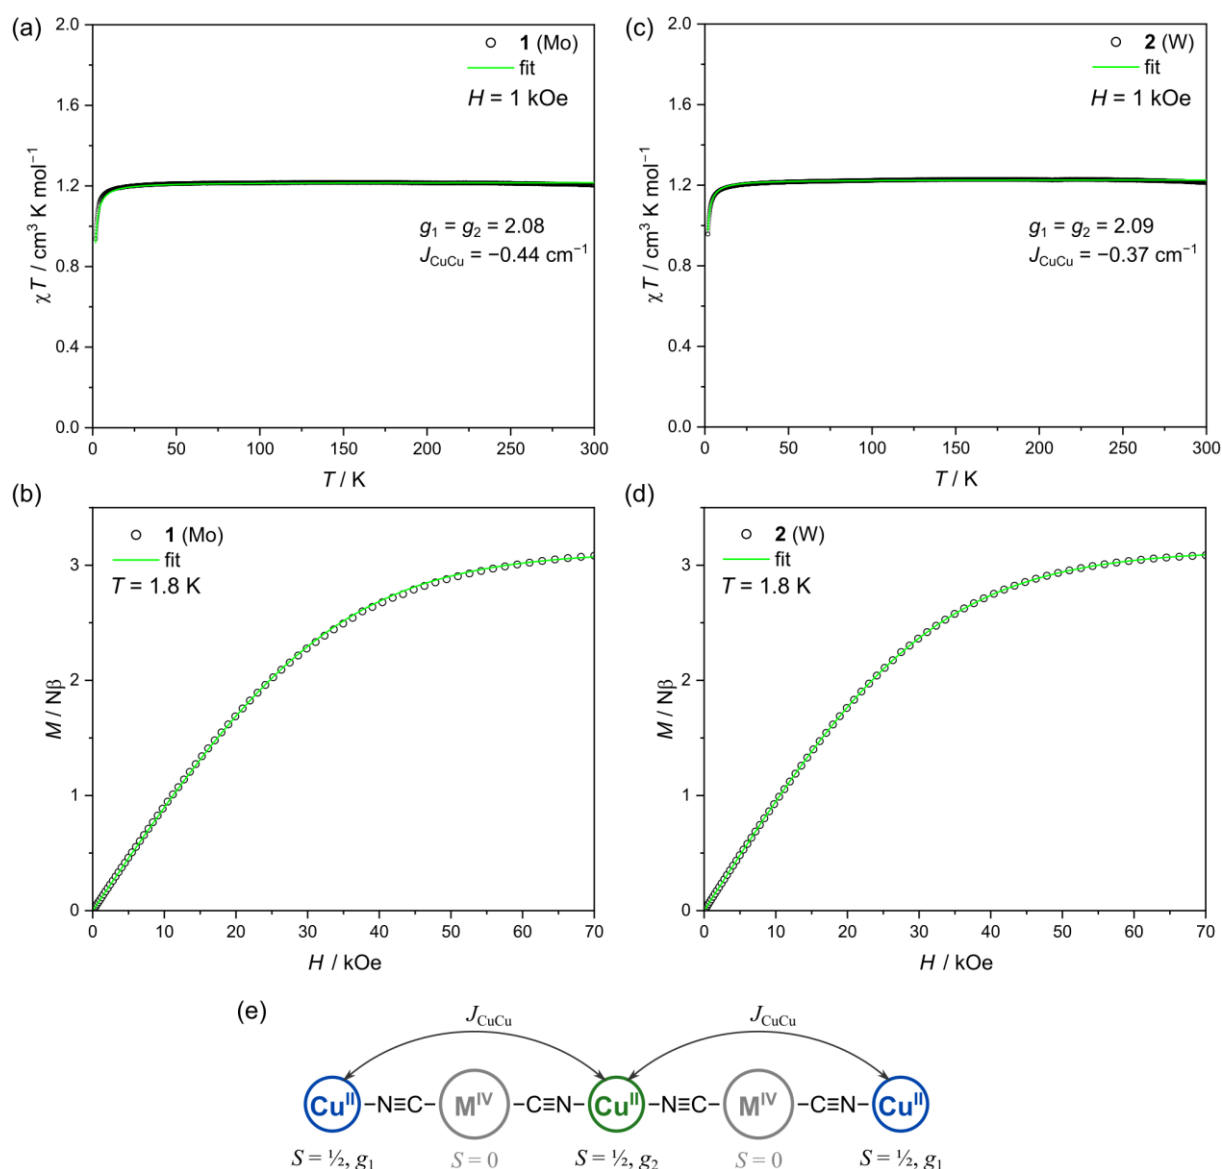 (a)
2.0
1.6
1.2
0.8
0.4
0.0
χT / cm³ K mol⁻¹
1 (Mo)
fit
H = 1 kOe
g₁ = g₂ = 2.08
J_CuCu = −0.44 cm⁻¹
0 50 100 150 200 250 300
T / K
(c)
2.0
1.6
1.2
0.8
0.4
0.0
χT / cm³ K mol⁻¹
2 (W)
fit
H = 1 kOe
g₁ = g₂ = 2.09
J_CuCu = −0.37 cm⁻¹
0 50 100 150 200 250 300
T / K
(b)
3
2
1
0
M / Nβ
1 (Mo)
fit
T = 1.8 K
0 10 20 30 40 50 60 70
H / kOe
(d)
3
2
1
0
M / Nβ
2 (W)
fit
T = 1.8 K
0 10 20 30 40 50 60 70
H / kOe
(e)
J_CuCu J_CuCu
Cuᴵᴵ –N≡C– Mᴵⱽ –C≡N– Cuᴵᴵ –N≡C– Mᴵⱽ –C≡N– Cuᴵᴵ
S = ½, g₁ S = 0 S = ½, g₂ S = 0 S = ½, g₁